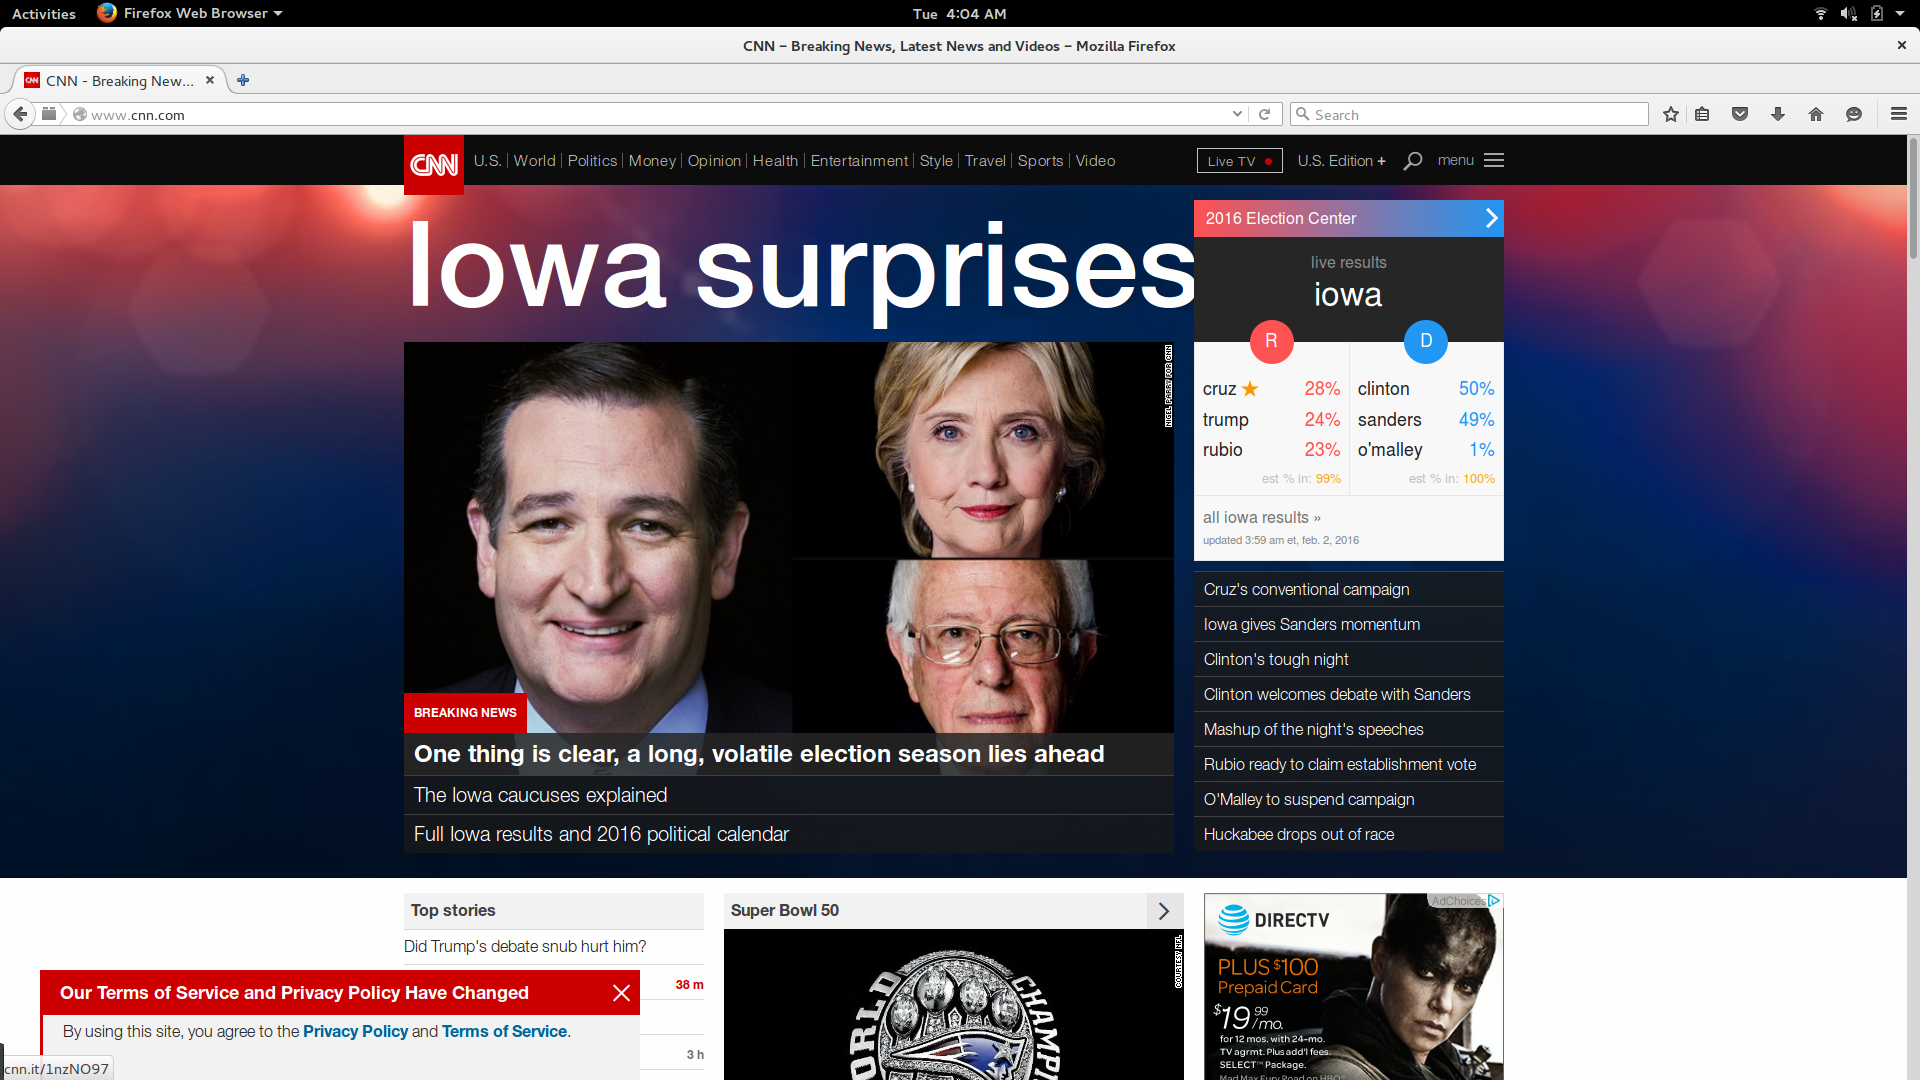 Activities
Firefox Web Browser
Tue 4:04 AM
CNN – Breaking News, Latest News and Videos – Mozilla Firefox
CNN - Breaking New...
www.cnn.com
Search
CNN
U.S. | World | Politics | Money | Opinion | Health | Entertainment | Style | Travel | Sports | Video
Live TV
U.S. Edition +
menu
Iowa surprises
NIGEL PARRY FOR CNN
BREAKING NEWS
One thing is clear, a long, volatile election season lies ahead
The Iowa caucuses explained
Full Iowa results and 2016 political calendar
2016 Election Center
live results
iowa
R
D
cruz 28%
trump 24%
rubio 23%
est % in: 99%
clinton 50%
sanders 49%
o'malley 1%
est % in: 100%
all iowa results »
updated 3:59 am et, feb. 2, 2016
Cruz's conventional campaign
Iowa gives Sanders momentum
Clinton's tough night
Clinton welcomes debate with Sanders
Mashup of the night's speeches
Rubio ready to claim establishment vote
O'Malley to suspend campaign
Huckabee drops out of race
Top stories
Did Trump's debate snub hurt him?
38 m
3 h
Our Terms of Service and Privacy Policy Have Changed
By using this site, you agree to the Privacy Policy and Terms of Service.
cnn.it/1nzNO97
Super Bowl 50
COURTESY NFL
WORLD
CHAMPI
AdChoices
DIRECTV
PLUS $100
Prepaid Card
$19.99/mo.
for 12 mos. with 24-mo.
TV agrmt. Plus add'l fees.
SELECT™ Package.
Mad Max Fury Road on HBO